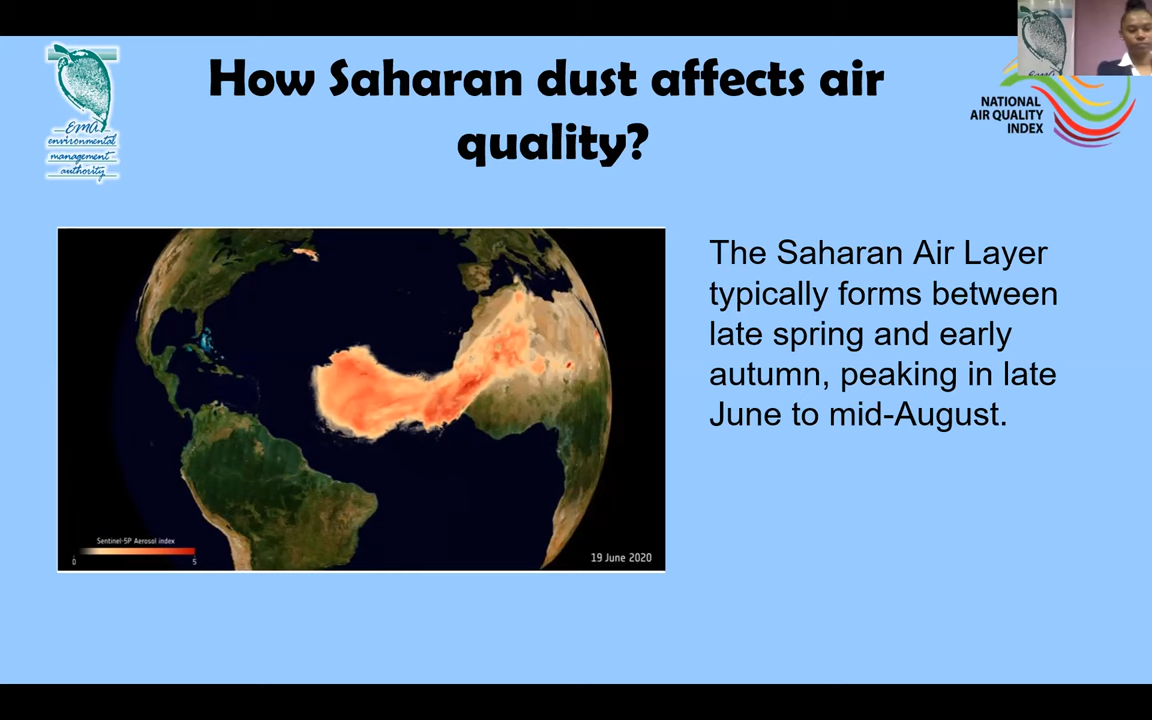 How Saharan dust affects air
quality?
EMA
environmental
management
authority
NATIONAL
AIR QUALITY
INDEX
The Saharan Air Layer
typically forms between
late spring and early
autumn, peaking in late
June to mid-August.
Sentinel-5P Aerosol index
0 5
19 June 2020